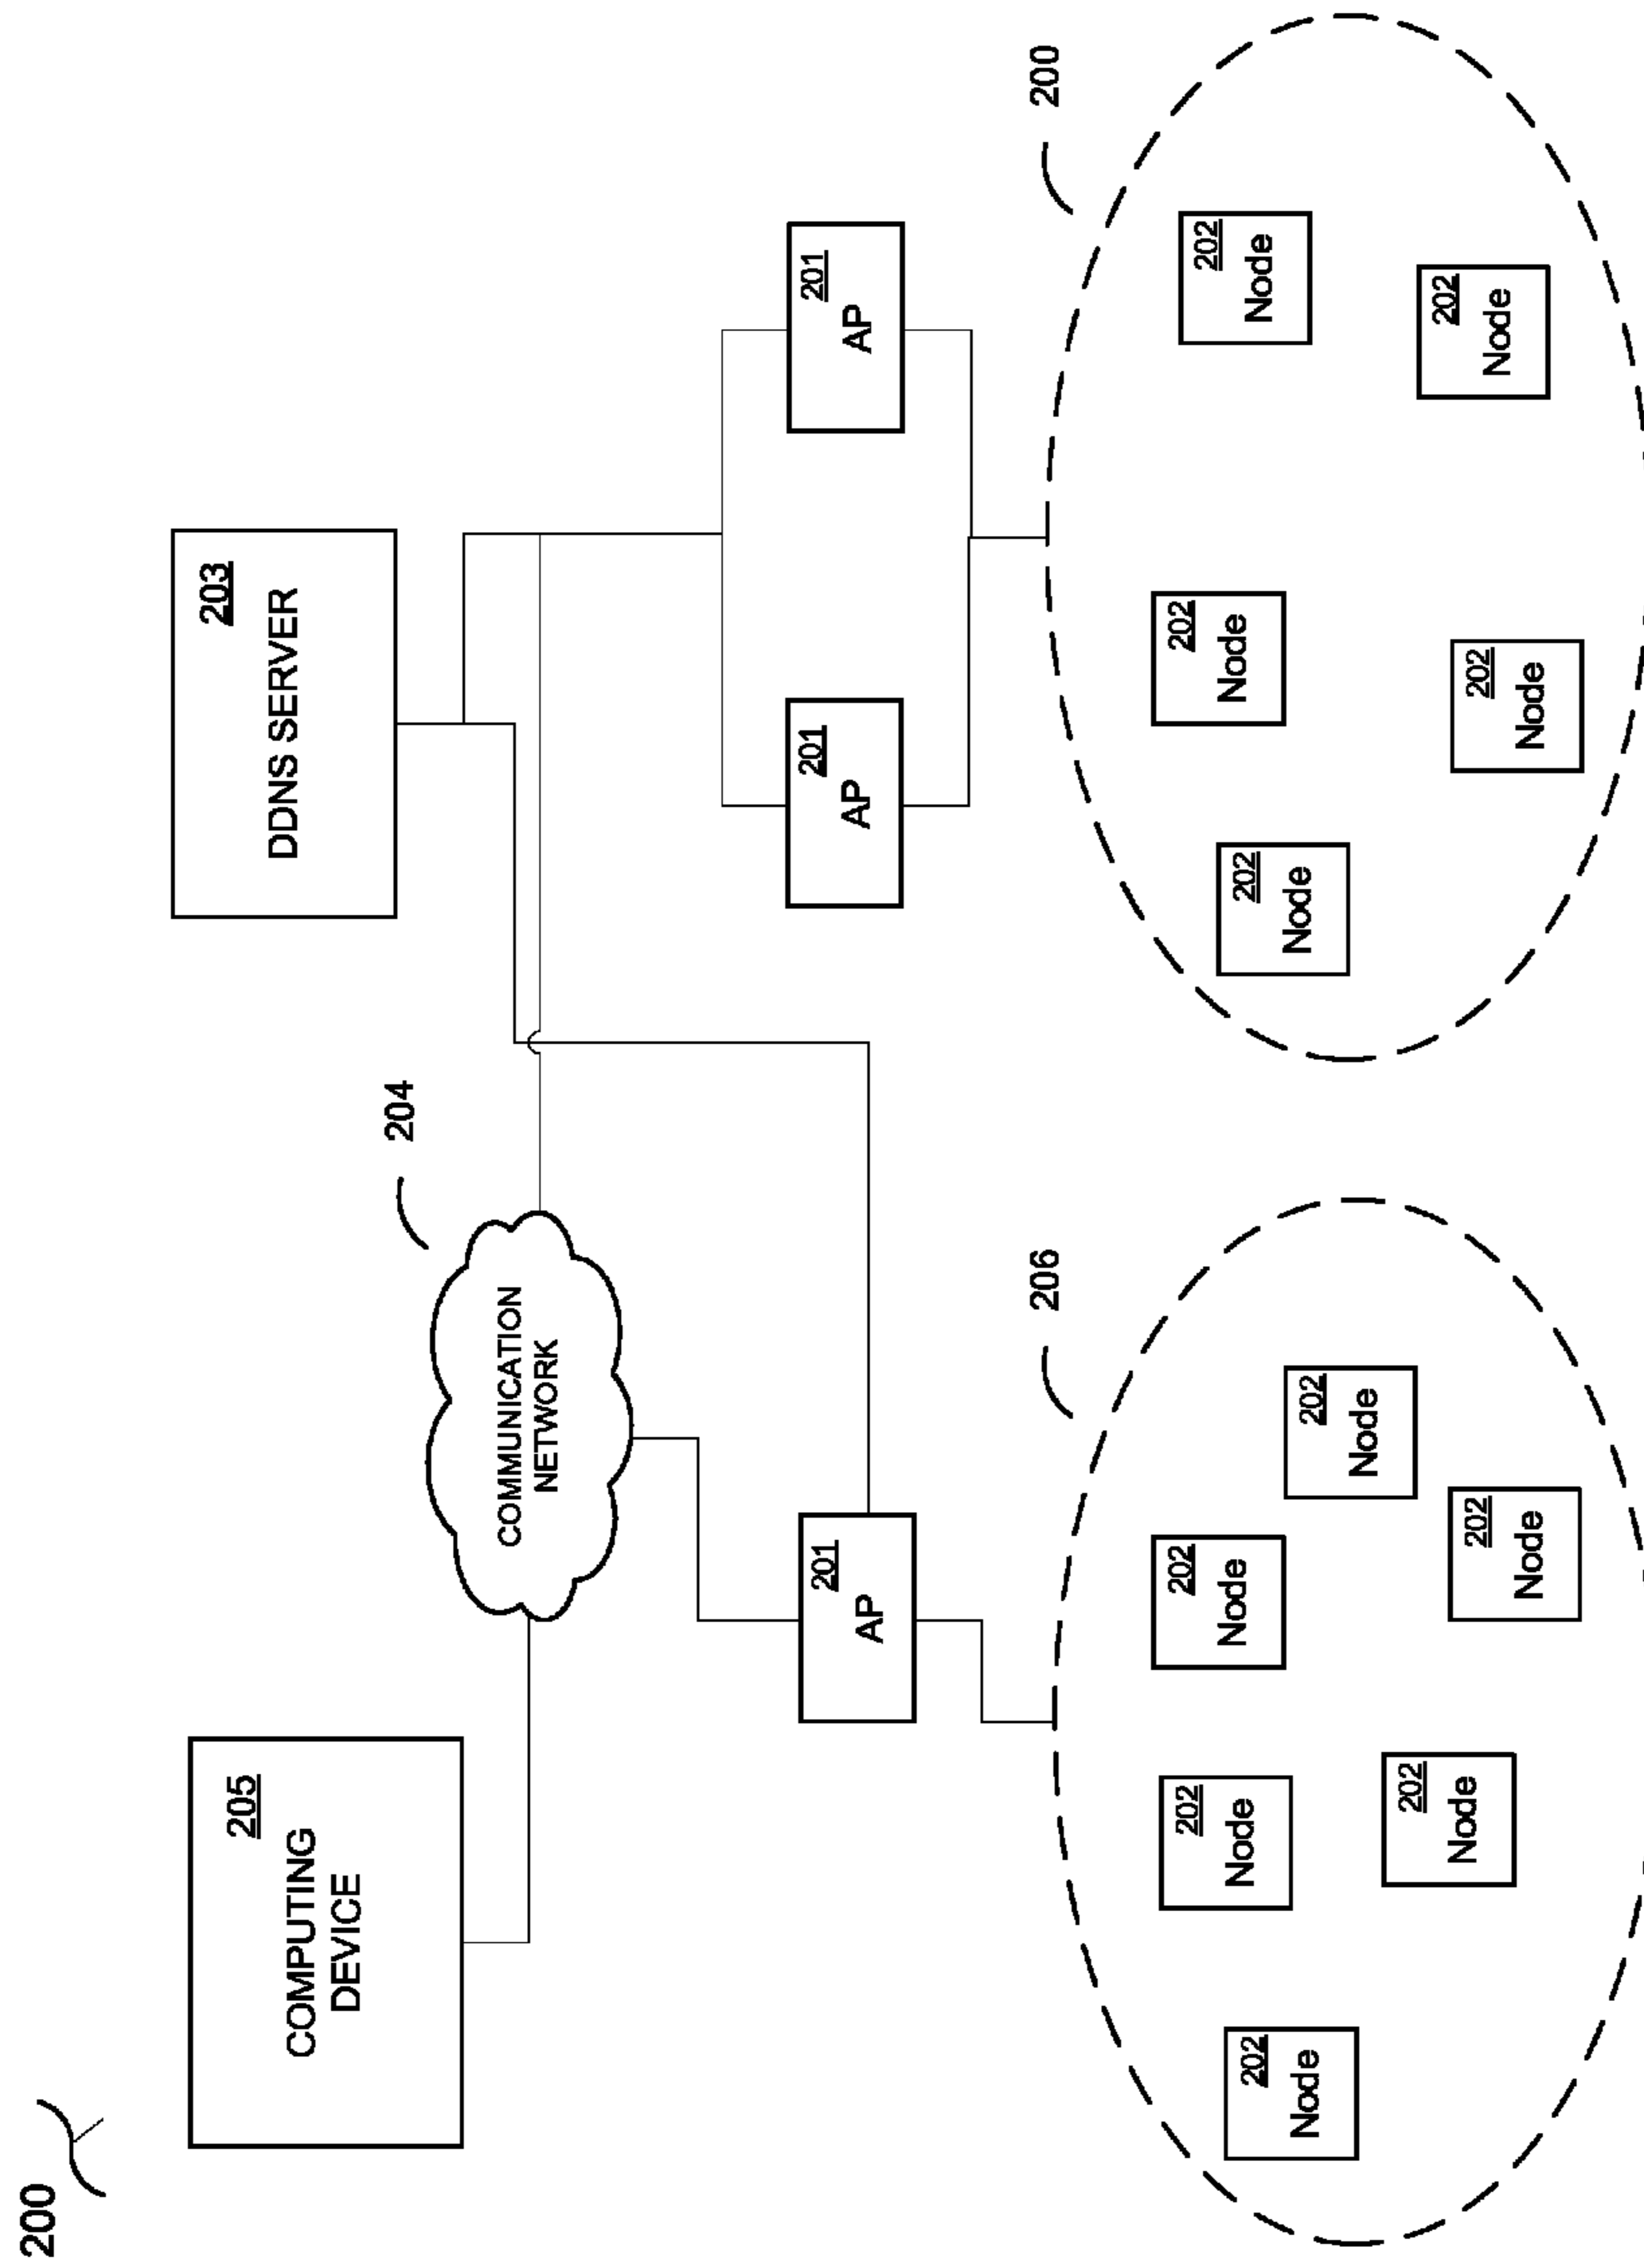 200
203
DDNS SERVER
205
COMPUTING
DEVICE
204
COMMUNICATION
NETWORK
201
AP
201
AP
201
AP
206
200
202
Node
202
Node
202
Node
202
Node
202
Node
202
Node
202
Node
202
Node
202
Node
202
Node
202
Node